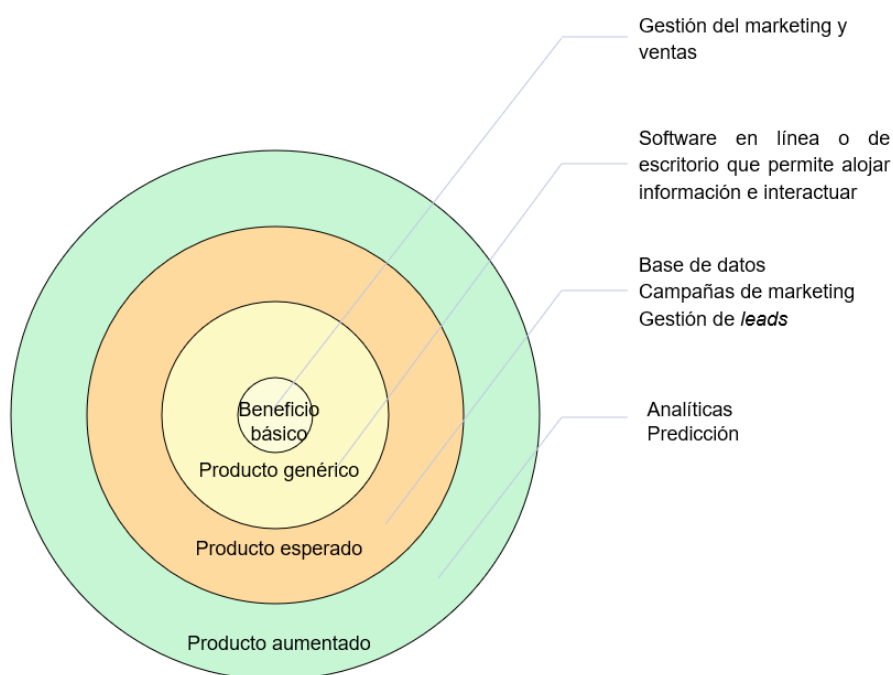 Gestión del marketing y
ventas
Software en línea o de
escritorio que permite alojar
información e interactuar
Base de datos
Campañas de marketing
Gestión de leads
Analíticas
Predicción
Beneficio
básico
Producto genérico
Producto esperado
Producto aumentado